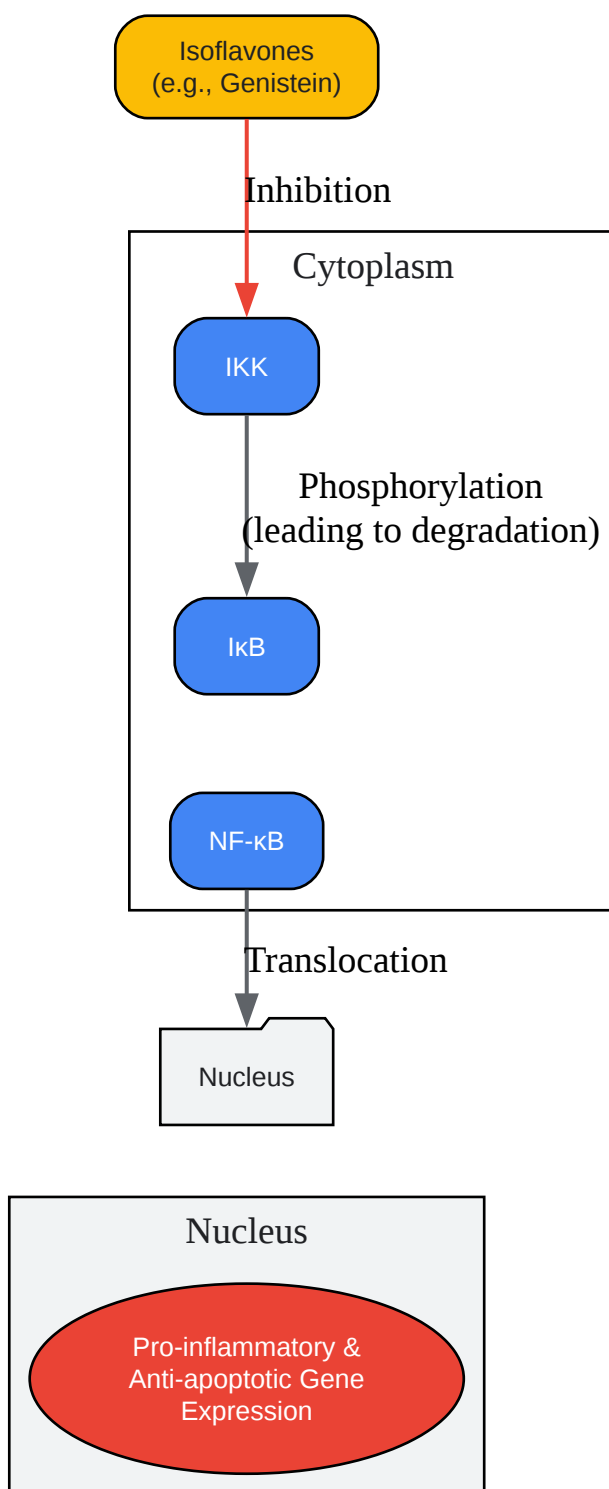 Isoflavones
(e.g., Genistein)
Inhibition
Cytoplasm
IKK
Phosphorylation
(leading to degradation)
IκB
NF-κB
Translocation
Nucleus
Nucleus
Pro-inflammatory &
Anti-apoptotic Gene
Expression